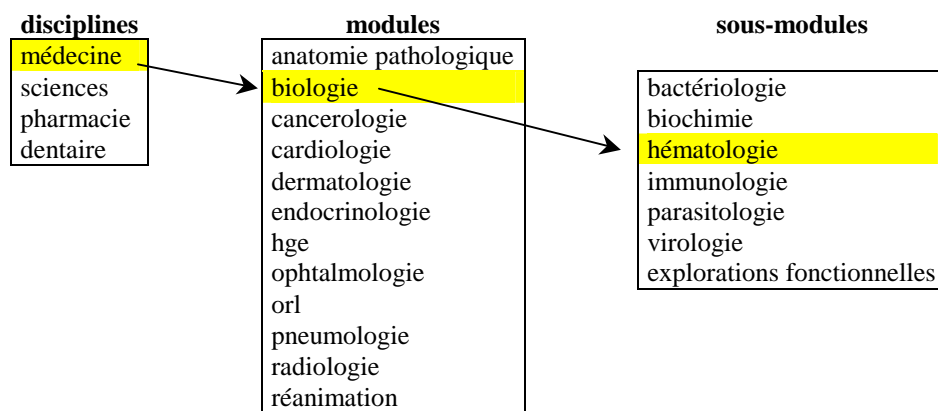 disciplines
médecine
sciences
pharmacie
dentaire
modules
anatomie pathologique
biologie
cancerologie
cardiologie
dermatologie
endocrinologie
hge
ophtalmologie
orl
pneumologie
radiologie
réanimation
sous-modules
bactériologie
biochimie
hématologie
immunologie
parasitologie
virologie
explorations fonctionnelles